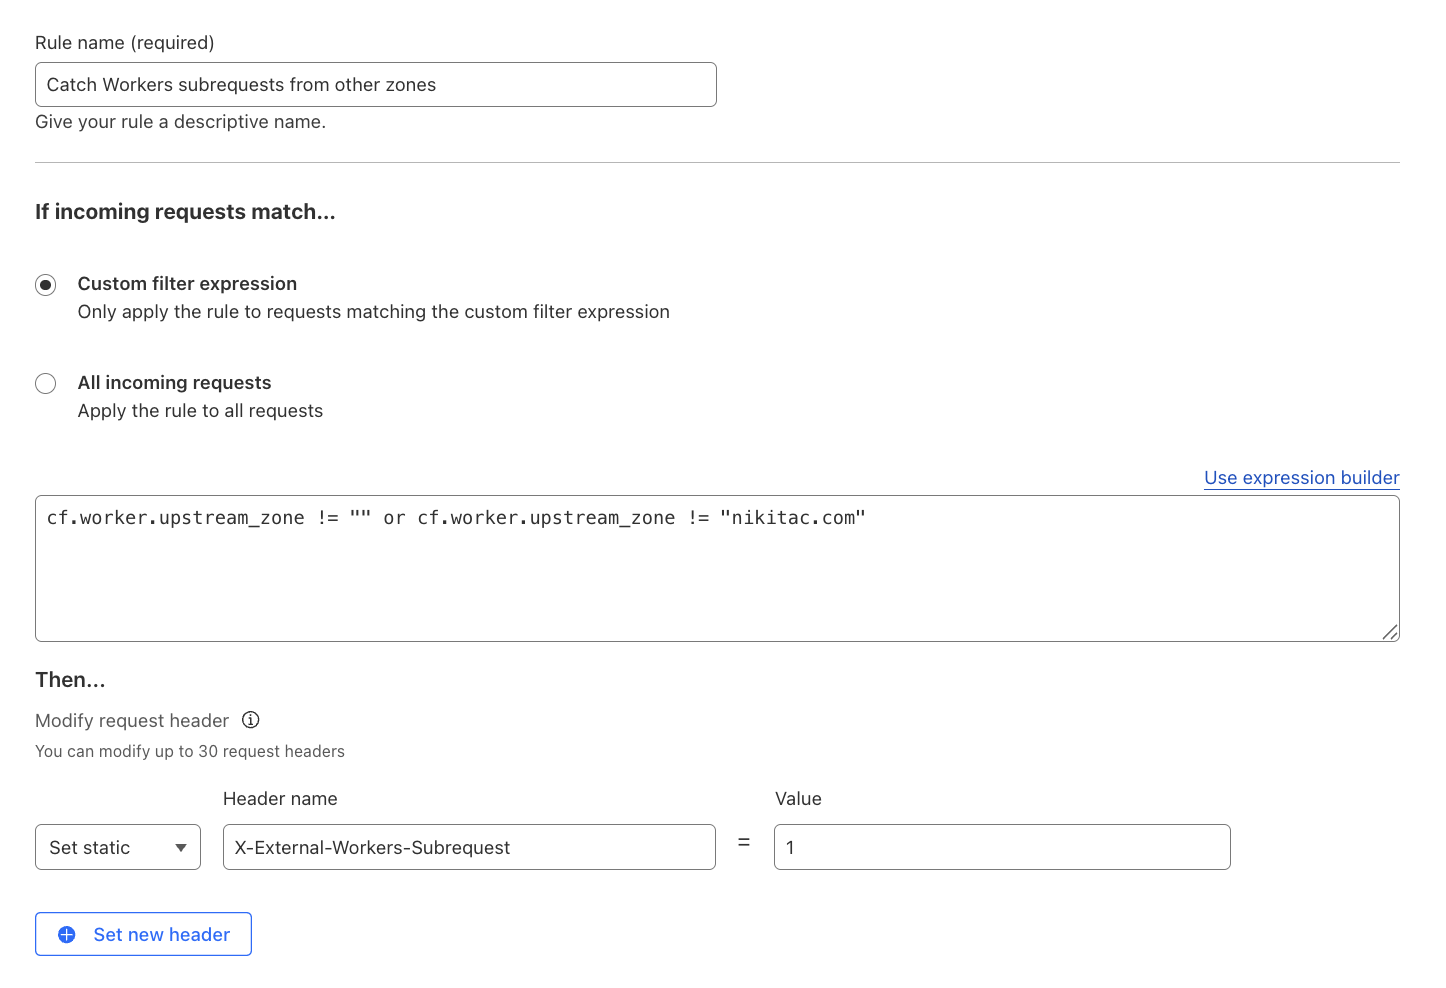 Rule name (required)
Catch Workers subrequests from other zones
Give your rule a descriptive name.
If incoming requests match...
Custom filter expression
Only apply the rule to requests matching the custom filter expression
All incoming requests
Apply the rule to all requests
Use expression builder
cf.worker.upstream_zone != "" or cf.worker.upstream_zone != "nikitac.com"
Then...
Modify request header
You can modify up to 30 request headers
Header name
Value
Set static
X-External-Workers-Subrequest
=
1
Set new header